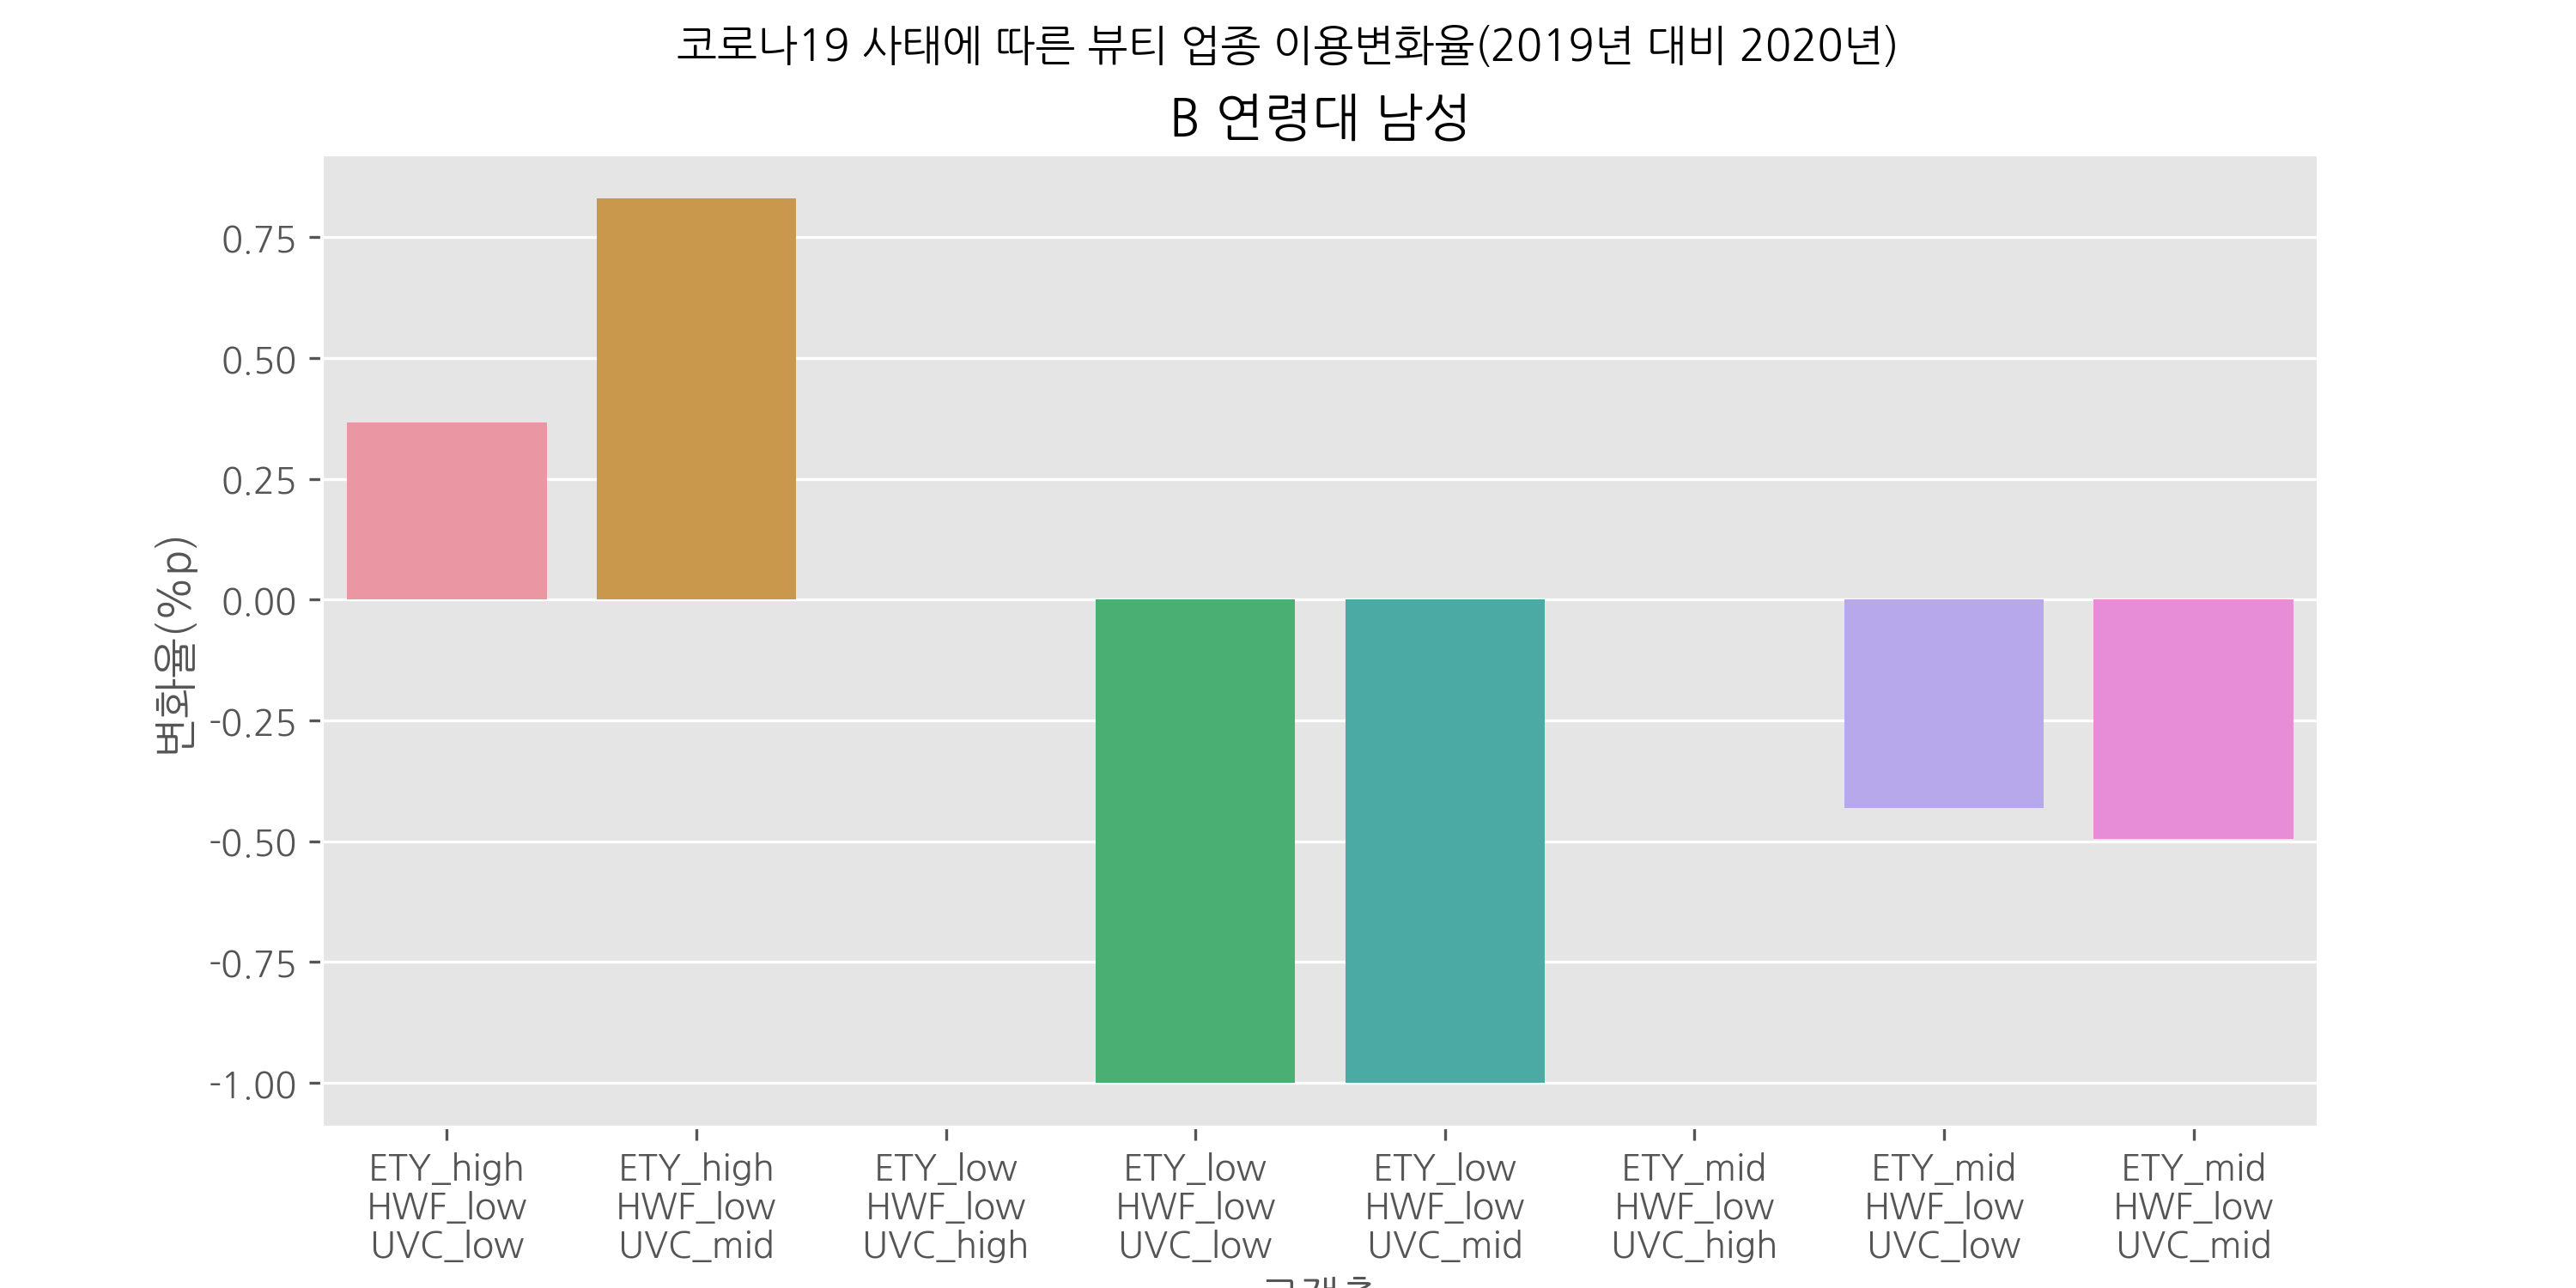 코로나19 사태에 따른 뷰티 업종 이용변화율(2019년 대비 2020년)
B 연령대 남성
변화율(%p)
0.75
0.50
0.25
0.00
-0.25
-0.50
-0.75
-1.00
ETY_high
HWF_low
UVC_low
ETY_high
HWF_low
UVC_mid
ETY_low
HWF_low
UVC_high
ETY_low
HWF_low
UVC_low
ETY_low
HWF_low
UVC_mid
ETY_mid
HWF_low
UVC_high
ETY_mid
HWF_low
UVC_low
ETY_mid
HWF_low
UVC_mid